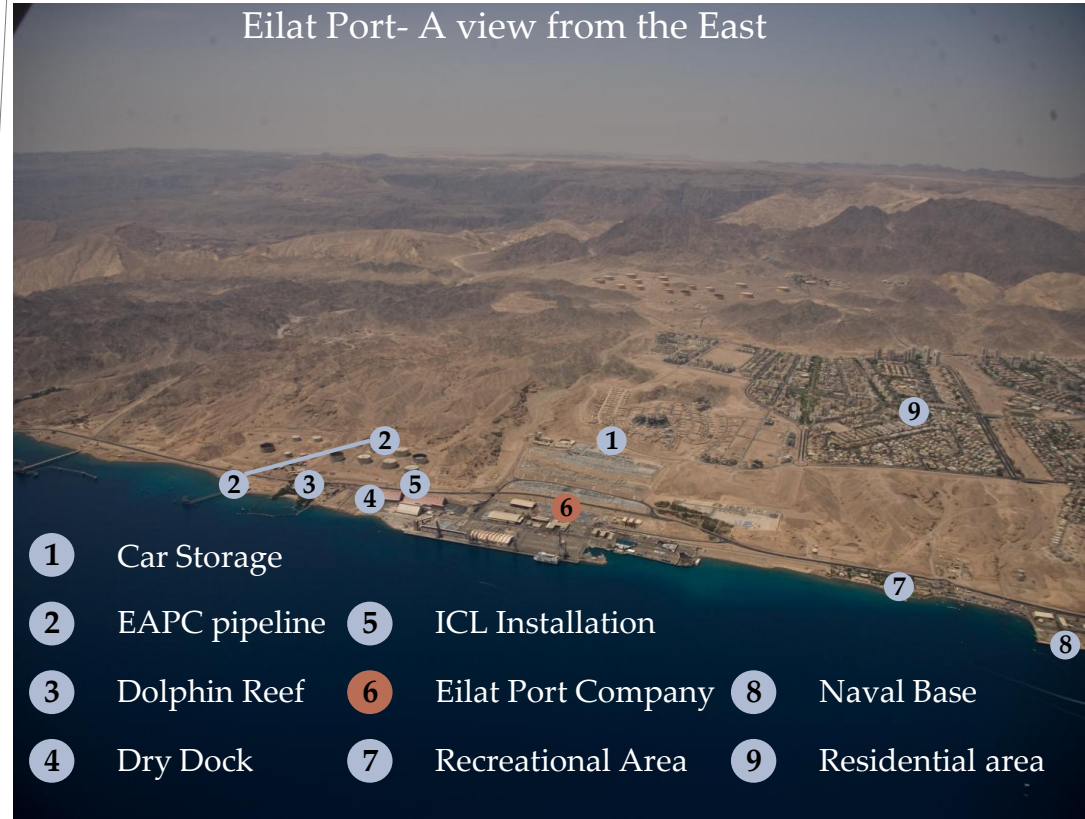 Eilat Port- A view from the East
9
2
1
2
3
5
4
6
7
8
1 Car Storage
2 EAPC pipeline 5 ICL Installation
3 Dolphin Reef 6 Eilat Port Company 8 Naval Base
4 Dry Dock 7 Recreational Area 9 Residential area